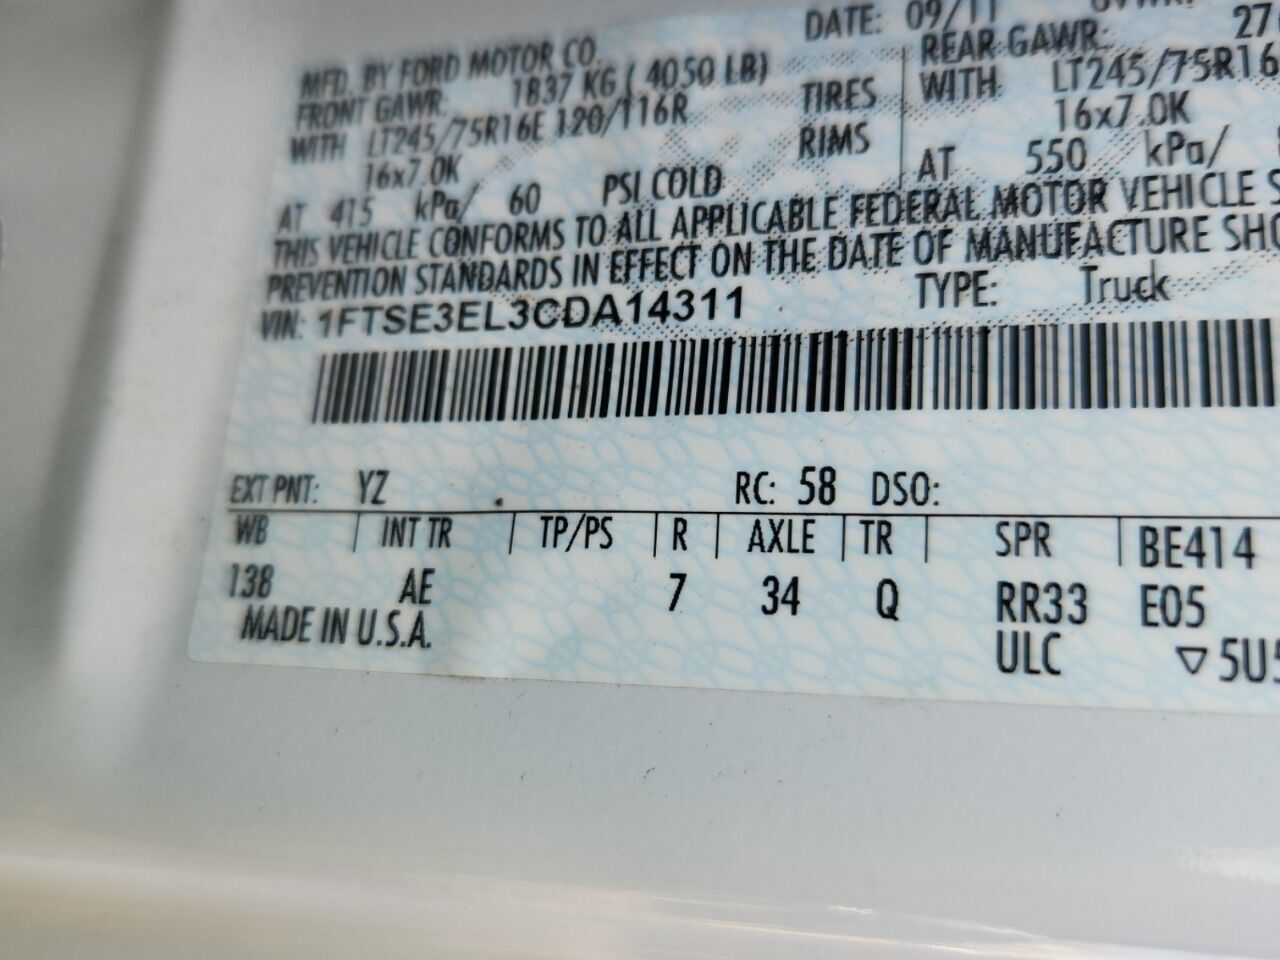 DATE: 09/11
MFD. BY FORD MOTOR CO.
FRONT GAWR: 1837 KG ( 4050 LB)
REAR GAWR: 27
WITH LT245/75R16E 120/116R TIRES WITH LT245/75R16
16x7.0K RIMS 16x7.0K
AT 415 kPa/ 60 PSI COLD AT 550 kPa/
THIS VEHICLE CONFORMS TO ALL APPLICABLE FEDERAL MOTOR VEHICLE S
PREVENTION STANDARDS IN EFFECT ON THE DATE OF MANUFACTURE SHO
VIN: 1FTSE3EL3CDA14311 TYPE: Truck
EXT PNT: YZ RC: 58 DSO:
WB INT TR TP/PS R AXLE TR SPR BE414
138 AE 7 34 Q RR33 E05
MADE IN U.S.A. ULC ▽5U5